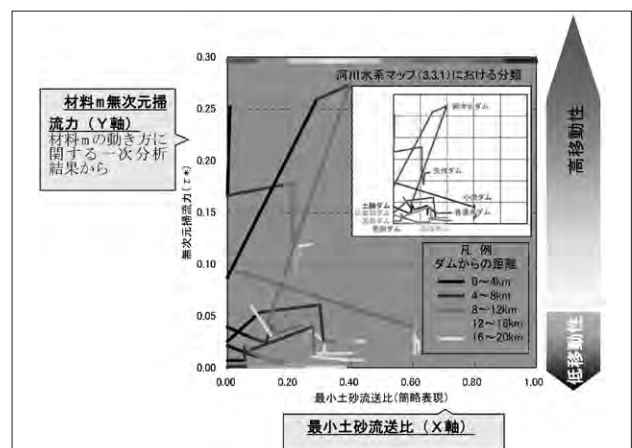 材料m無次元掃
流力(Y軸)
材料mの動き方に
関する一次分析
結果から
無次元掃流力(τ*)
0.30
0.25
0.20
0.15
0.10
0.05
0.00
河川水系マップ(3.3.1)における分類
凡 例
ダムからの距離
0~4km
4~8km
8~12km
12~16km
16~20km
0.00
0.20
0.40
0.60
0.80
1.00
最小土砂流送比(簡略表現)
最小土砂流送比(X軸)
高移動性
低移動性